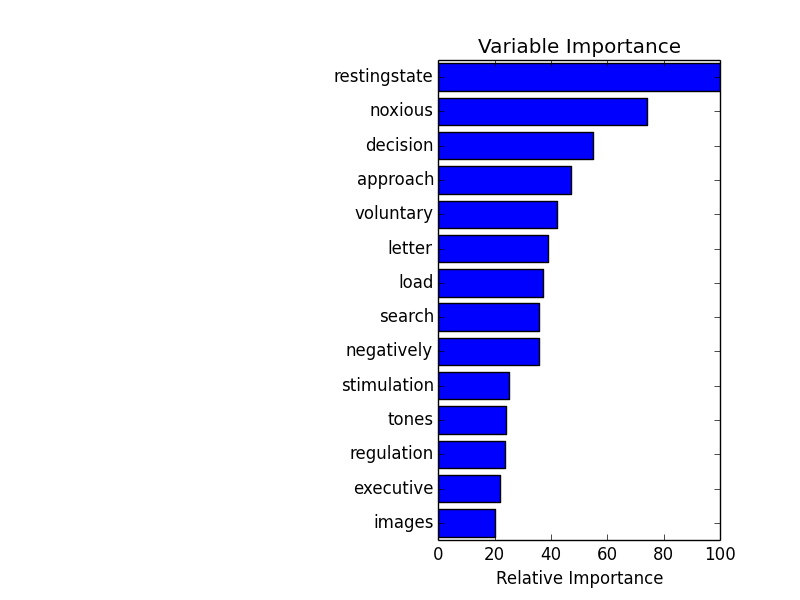 Variable Importance
restingstate
noxious
decision
approach
voluntary
letter
load
search
negatively
stimulation
tones
regulation
executive
images
0 20 40 60 80 100
Relative Importance